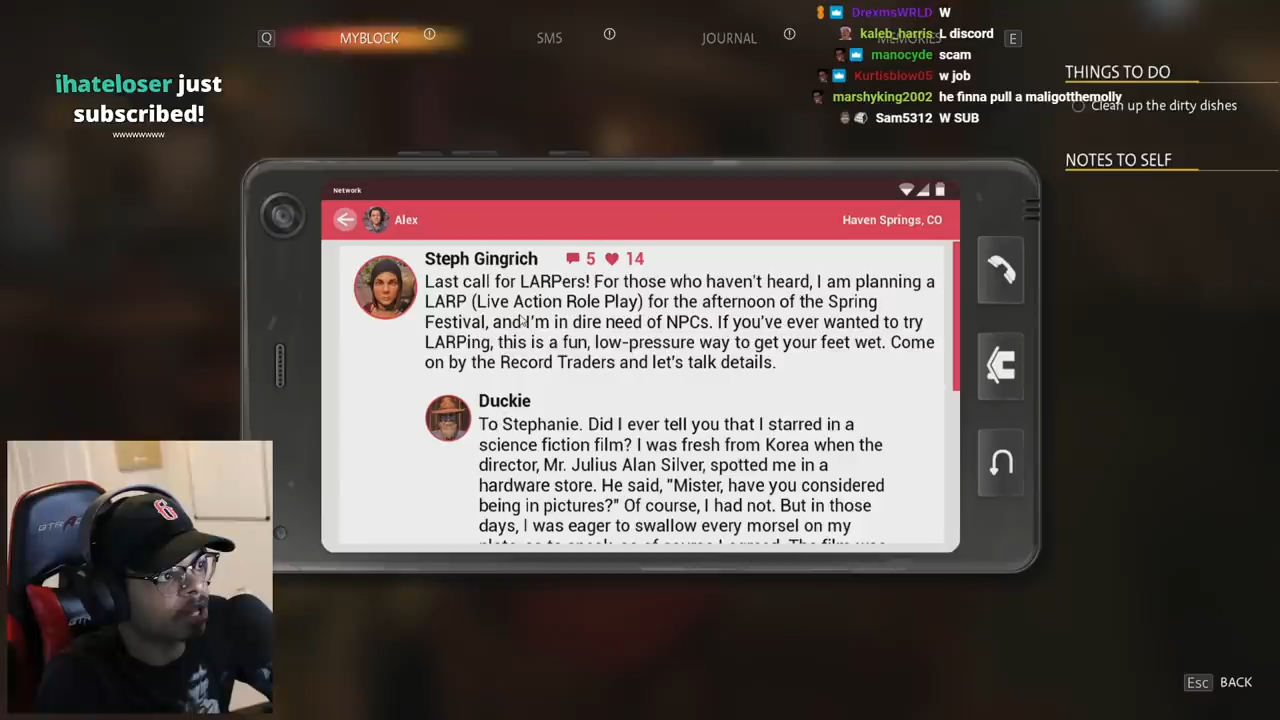 Q
MYBLOCK
SMS
JOURNAL
E
DrexmsWRLD W
kaleb_harris L discord
manocyde scam
Kurtisblow05 w job
marshyking2002 he finna pull a maligotthemolly
Sam5312 W SUB
ihateloser just
subscribed!
wwwwwwww
THINGS TO DO
Clean up the dirty dishes
NOTES TO SELF
Network
Alex
Haven Springs, CO
Steph Gingrich 5 14
Last call for LARPers! For those who haven't heard, I am planning a
LARP (Live Action Role Play) for the afternoon of the Spring
Festival, and I'm in dire need of NPCs. If you've ever wanted to try
LARPing, this is a fun, low-pressure way to get your feet wet. Come
on by the Record Traders and let's talk details.
Duckie
To Stephanie. Did I ever tell you that I starred in a
science fiction film? I was fresh from Korea when the
director, Mr. Julius Alan Silver, spotted me in a
hardware store. He said, "Mister, have you considered
being in pictures?" Of course, I had not. But in those
days, I was eager to swallow every morsel on my
Esc BACK